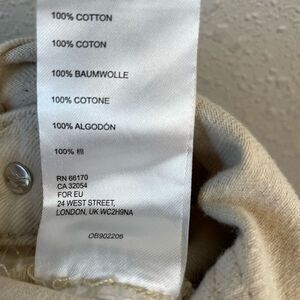 100% COTTON
100% COTON
100% BAUMWOLLE
100% COTONE
100% ALGODÓN
100% 棉
RN 66170
CA 32054
FOR EU
24 WEST STREET,
LONDON, UK WC2H9NA
OB902206